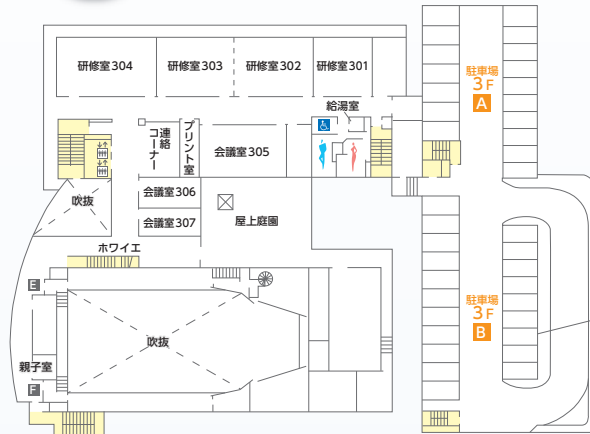 研修室304
研修室303
研修室302
研修室301
給湯室
連絡
コーナー
プリント室
会議室305
会議室306
会議室307
吹抜
屋上庭園
ホワイエ
E
吹抜
親子室
F
駐車場
3F
A
駐車場
3F
B